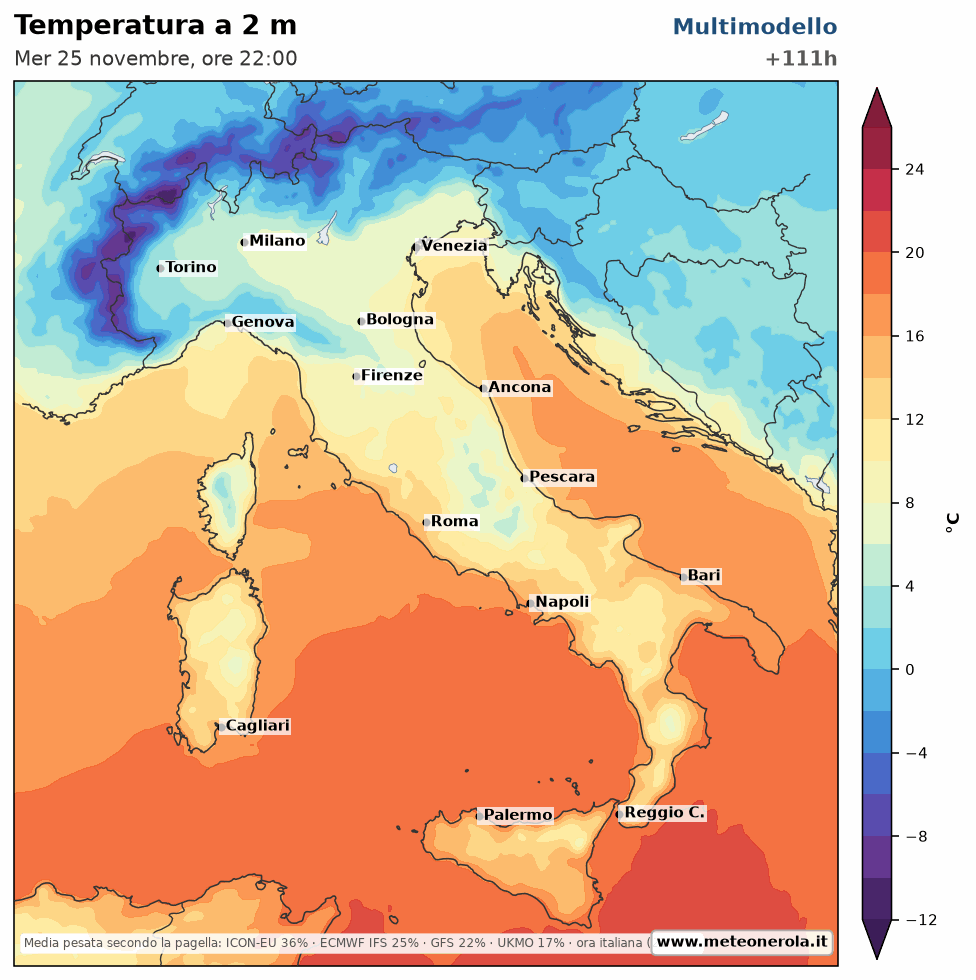 Temperatura a 2 m
Multimodello
Mer 25 novembre, ore 22:00
+111h
Milano
Venezia
Torino
Genova
Bologna
Firenze
Ancona
Pescara
Roma
Bari
Napoli
Cagliari
Palermo
Reggio C.
24
20
16
12
8
4
0
−4
−8
−12
°C
Media pesata secondo la pagella: ICON-EU 36% · ECMWF IFS 25% · GFS 22% · UKMO 17% · ora italiana (
www.meteonerola.it